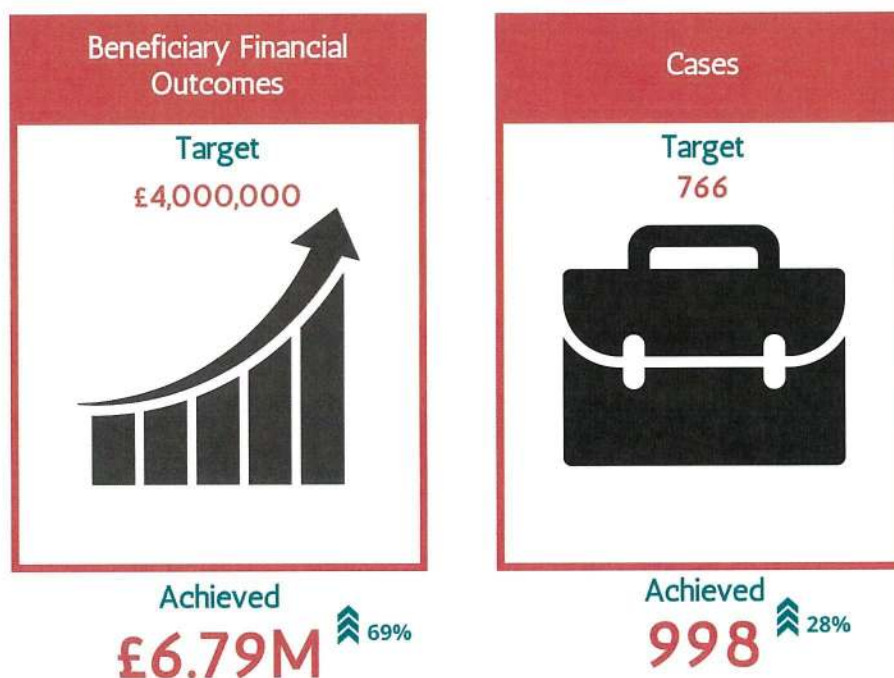 Beneficiary Financial
Outcomes
Target
£4,000,000
Achieved
£6.79M
69%
Cases
Target
766
Achieved
998
28%